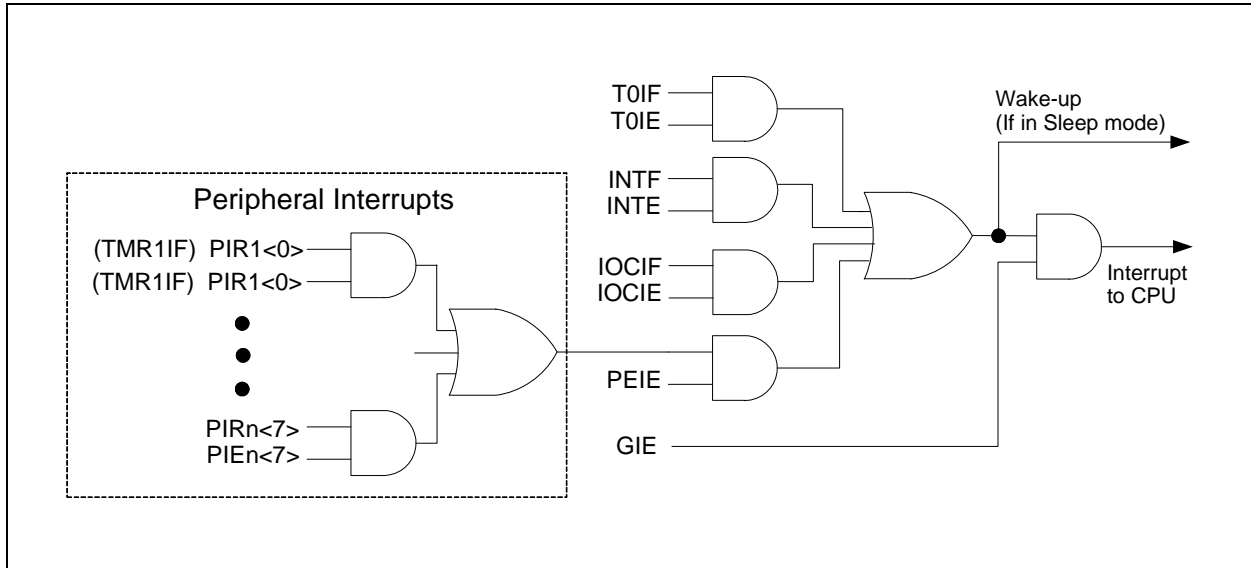 T0IF
T0IE
Wake-up
(If in Sleep mode)
INTF
INTE
Peripheral Interrupts
(TMR1IF) PIR1<0>
(TMR1IF) PIR1<0>
IOCIF
IOCIE
Interrupt
to CPU
PEIE
PIRn<7>
PIEn<7>
GIE